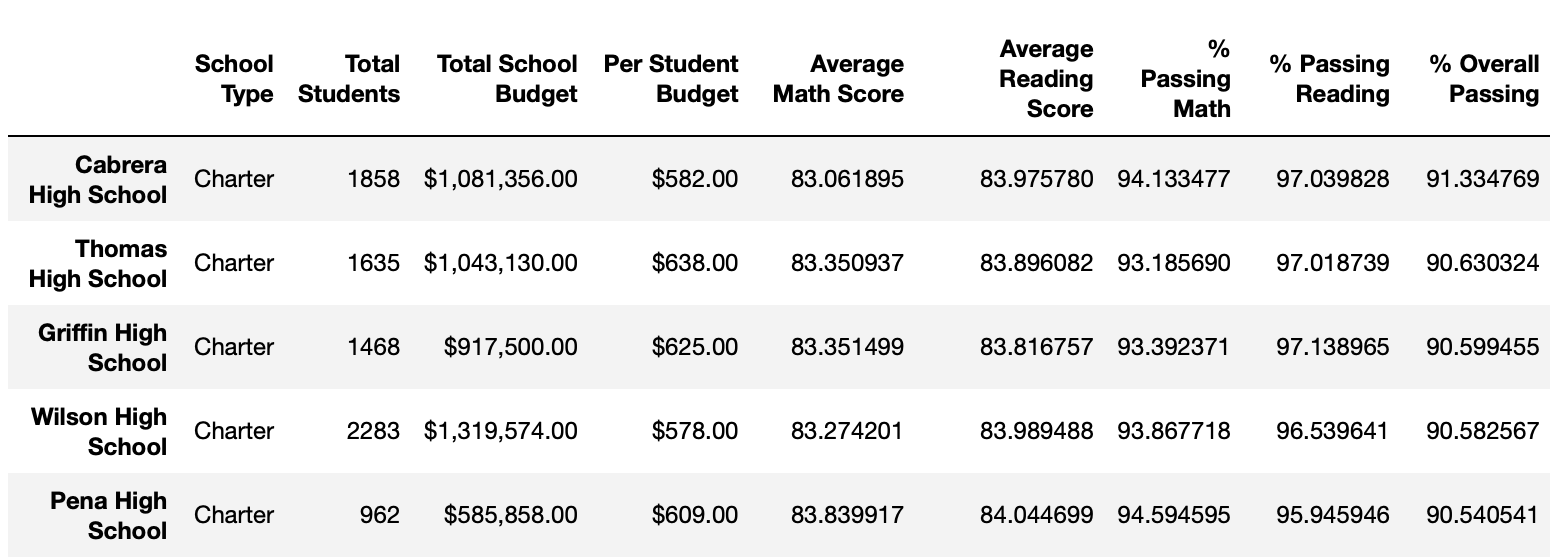 School Type Total Students Total School Budget Per Student Budget Average Math Score Average Reading Score % Passing Math % Passing Reading % Overall Passing
Cabrera High School Charter 1858 $1,081,356.00 $582.00 83.061895 83.975780 94.133477 97.039828 91.334769
Thomas High School Charter 1635 $1,043,130.00 $638.00 83.350937 83.896082 93.185690 97.018739 90.630324
Griffin High School Charter 1468 $917,500.00 $625.00 83.351499 83.816757 93.392371 97.138965 90.599455
Wilson High School Charter 2283 $1,319,574.00 $578.00 83.274201 83.989488 93.867718 96.539641 90.582567
Pena High School Charter 962 $585,858.00 $609.00 83.839917 84.044699 94.594595 95.945946 90.540541